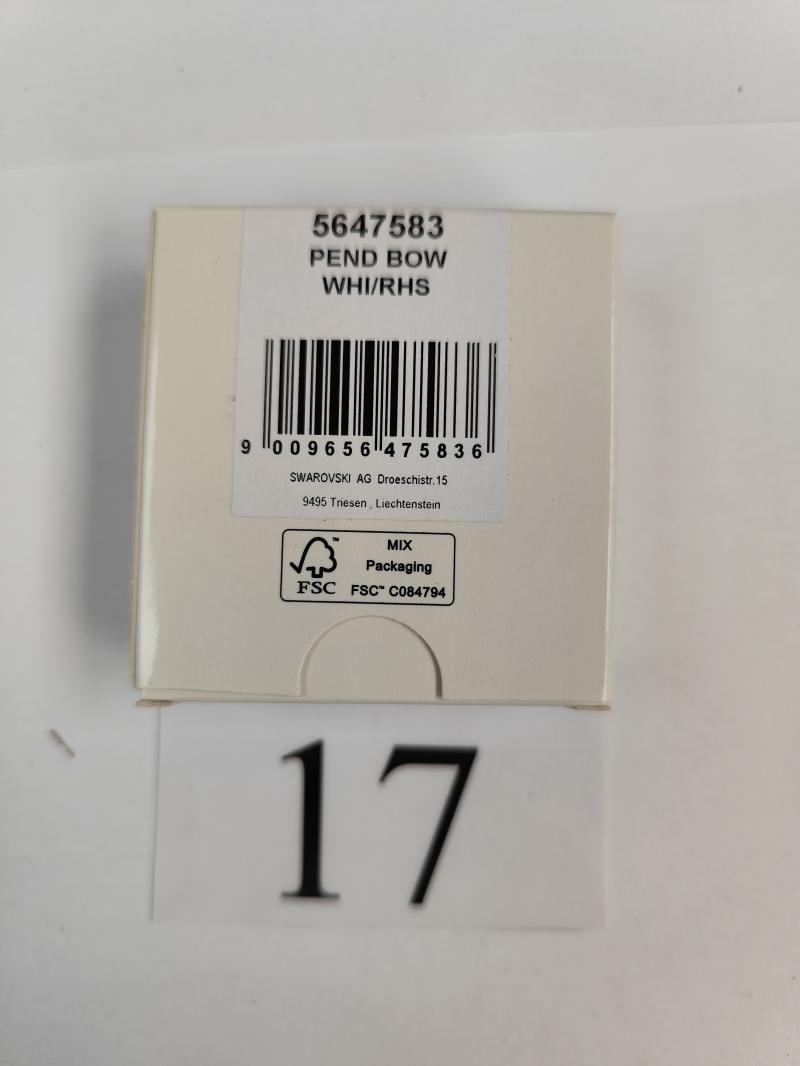 5647583
PEND BOW
WHI/RHS
9 009656 475836
SWAROVSKI AG Droeschistr.15
9495 Triesen , Liechtenstein
FSC
MIX
Packaging
FSC™ C084794
17